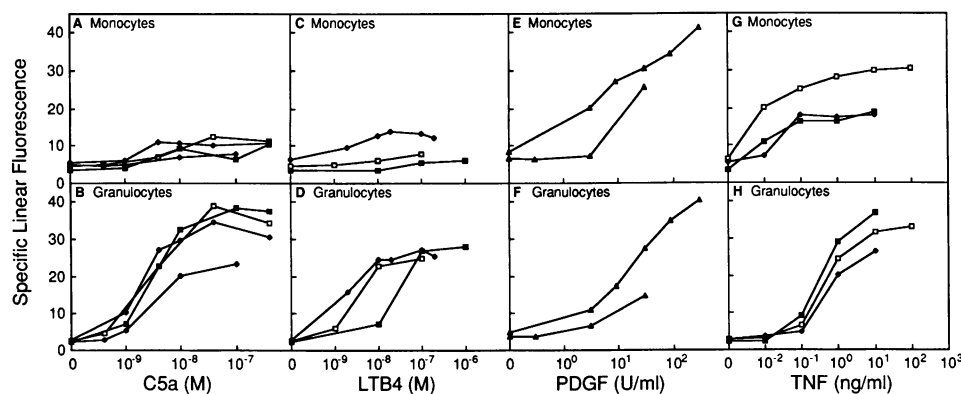 A Monocytes
C Monocytes
E Monocytes
G Monocytes
40
30
20
10
0
B Granulocytes
D Granulocytes
F Granulocytes
H Granulocytes
40
30
20
10
0
Specific Linear Fluorescence
0 10⁻⁹ 10⁻⁸ 10⁻⁷
0 10⁻⁹ 10⁻⁸ 10⁻⁷ 10⁻⁶
0 10⁰ 10¹ 10²
0 10⁻² 10⁻¹ 10⁰ 10¹ 10² 10³
C5a (M)
LTB4 (M)
PDGF (U/ml)
TNF (ng/ml)